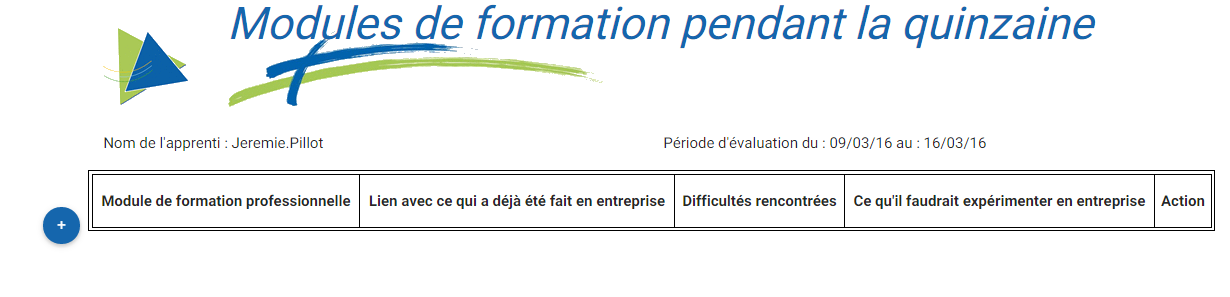 Modules de formation pendant la quinzaine
Nom de l'apprenti : Jeremie.Pillot Période d'évaluation du : 09/03/16 au : 16/03/16
Module de formation professionnelle Lien avec ce qui a déjà été fait en entreprise Difficultés rencontrées Ce qu'il faudrait expérimenter en entreprise Action
+